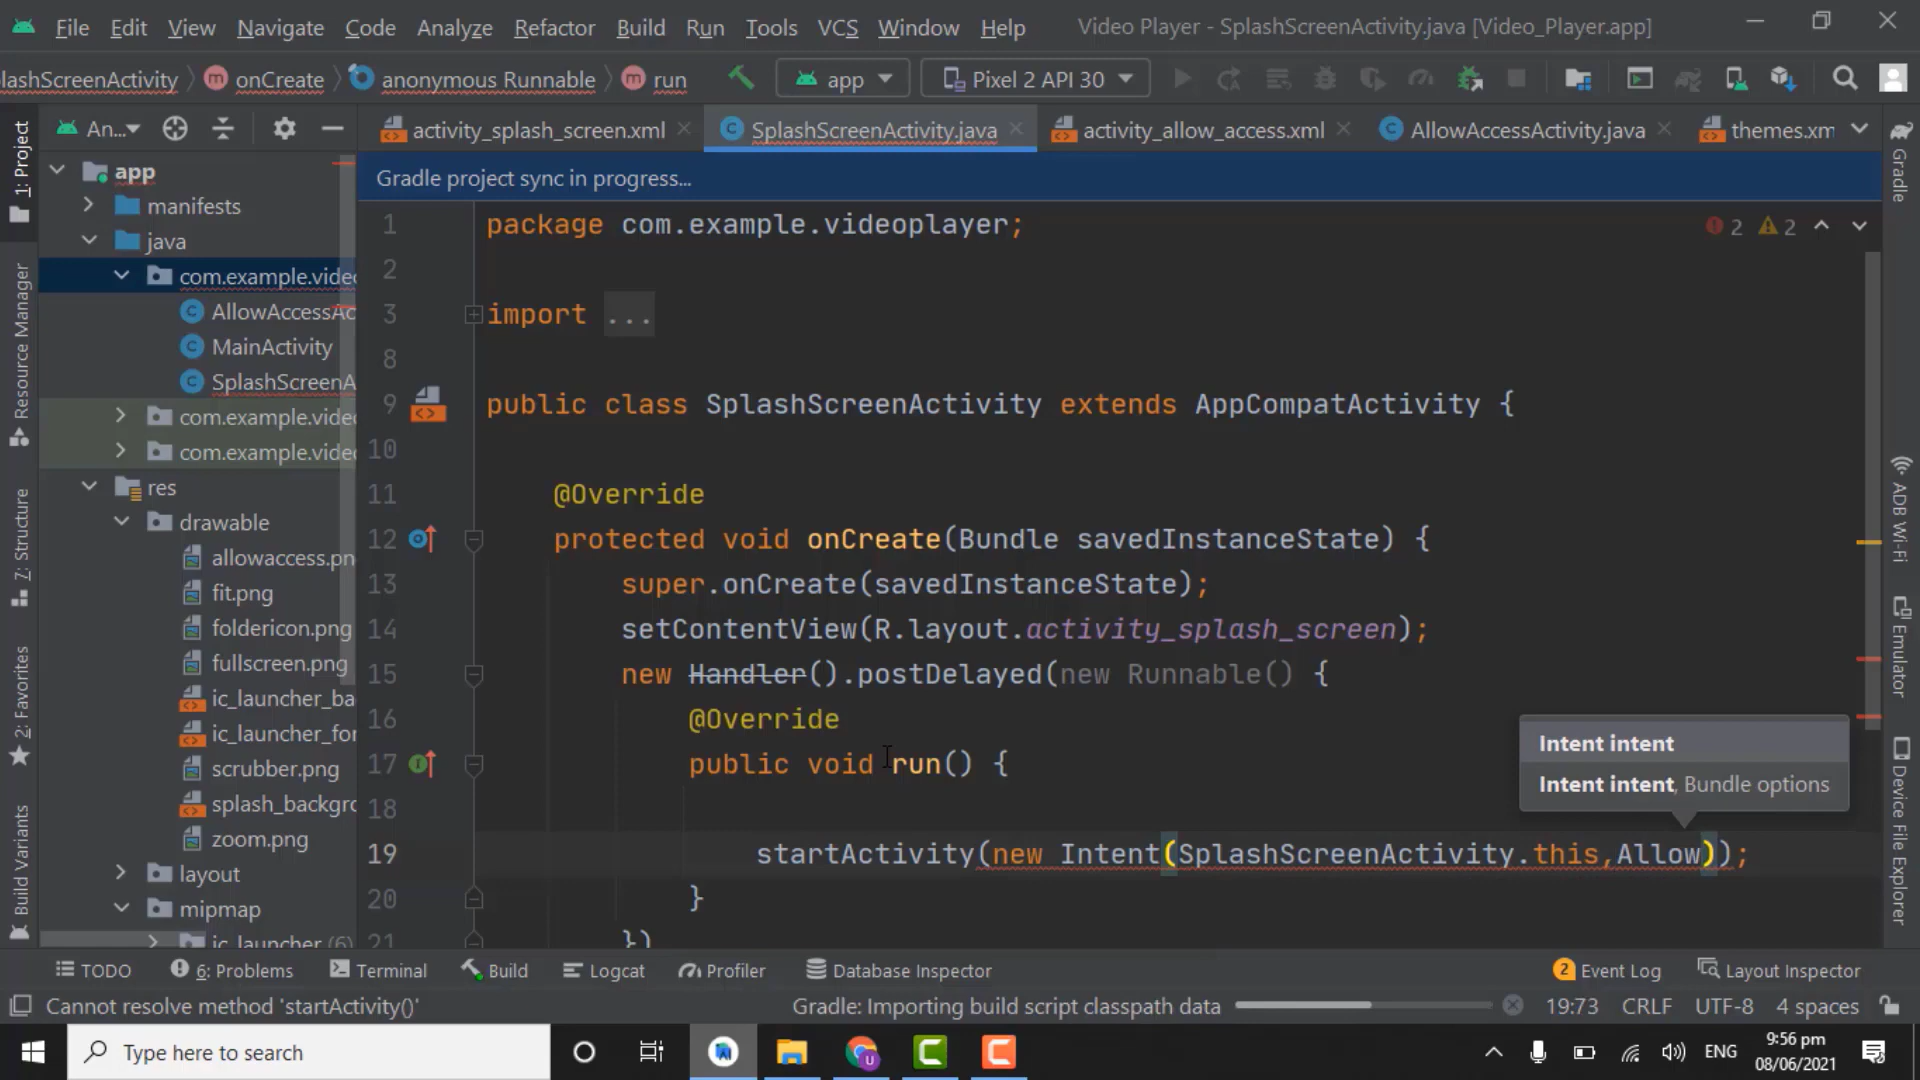 File Edit View Navigate Code Analyze Refactor Build Run Tools VCS Window Help Video Player - SplashScreenActivity.java [Video_Player.app]
lashScreenActivity onCreate anonymous Runnable run app Pixel 2 API 30
An... activity_splash_screen.xml SplashScreenActivity.java activity_allow_access.xml AllowAccessActivity.java themes.xm
Gradle project sync in progress...
1: Project
Resource Manager
7: Structure
2: Favorites
Build Variants
app
manifests
java
com.example.vide
AllowAccessAc
MainActivity
SplashScreenA
com.example.vide
com.example.vide
res
drawable
allowaccess.pn
fit.png
foldericon.png
fullscreen.png
ic_launcher_ba
ic_launcher_for
scrubber.png
splash_backgro
zoom.png
layout
mipmap
ic_launcher (6)
1 package com.example.videoplayer;
2
3 import ...
8
9 public class SplashScreenActivity extends AppCompatActivity {
10
11 @Override
12 protected void onCreate(Bundle savedInstanceState) {
13 super.onCreate(savedInstanceState);
14 setContentView(R.layout.activity_splash_screen);
15 new Handler().postDelayed(new Runnable() {
16 @Override
17 public void run() {
18
19 startActivity(new Intent(SplashScreenActivity.this,Allow));
20 }
21 })
2 2
Intent intent
Intent intent, Bundle options
Gradle
ADB Wi-Fi
Emulator
Device File Explorer
TODO 6: Problems Terminal Build Logcat Profiler Database Inspector 2 Event Log Layout Inspector
Cannot resolve method 'startActivity()' Gradle: Importing build script classpath data 19:73 CRLF UTF-8 4 spaces
Type here to search
U
ENG
9:56 pm
08/06/2021